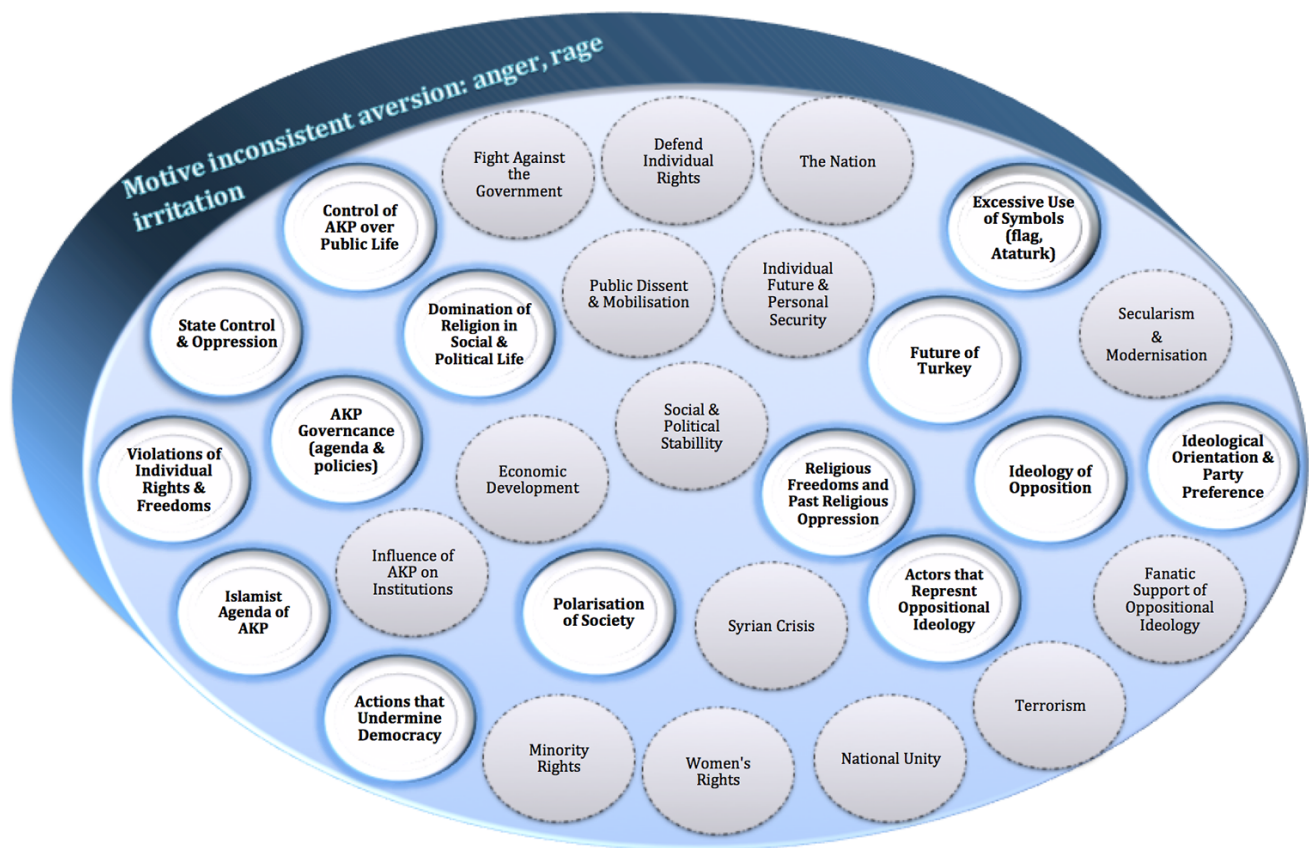 Motive inconsistent aversion: anger, rage
irritation
Fight Against
the
Government
Defend
Individual
Rights
The Nation
Control of
AKP over
Public Life
Excessive Use
of Symbols
(flag,
Ataturk)
Public Dissent
& Mobilisation
Individual
Future &
Personal
Security
State Control
& Oppression
Domination of
Religion in
Social &
Political Life
Future of
Turkey
Secularism
&
Modernisation
AKP
Governcance
(agenda &
policies)
Social &
Political
Stabillity
Violations of
Individual
Rights &
Freedoms
Economic
Development
Religious
Freedoms and
Past Religious
Oppression
Ideology of
Opposition
Ideological
Orientation &
Party
Preference
Influence of
AKP on
Institutions
Islamist
Agenda of
AKP
Polarisation
of Society
Syrian Crisis
Actors that
Represnt
Oppositional
Ideology
Fanatic
Support of
Oppositional
Ideology
Actions that
Undermine
Democracy
Minority
Rights
Women's
Rights
National Unity
Terrorism